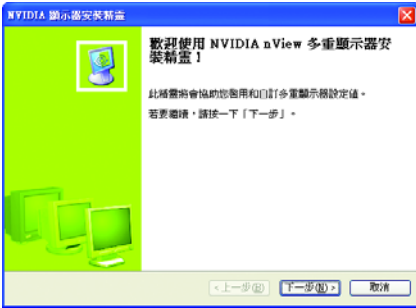 NVIDIA 顯示器安裝精靈
歡迎使用 NVIDIA nView 多重顯示器安
裝精靈！
此精靈將會協助您啓用和自訂多重顯示器設定值。
若要繼續，請按一下「下一步」。
<上一步(B)
下一步(N)>
取消